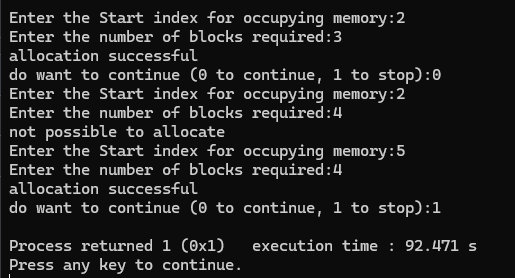 Enter the Start index for occupying memory:2
Enter the number of blocks required:3
allocation successful
do want to continue (0 to continue, 1 to stop):0
Enter the Start index for occupying memory:2
Enter the number of blocks required:4
not possible to allocate
Enter the Start index for occupying memory:5
Enter the number of blocks required:4
allocation successful
do want to continue (0 to continue, 1 to stop):1

Process returned 1 (0x1)   execution time : 92.471 s
Press any key to continue.